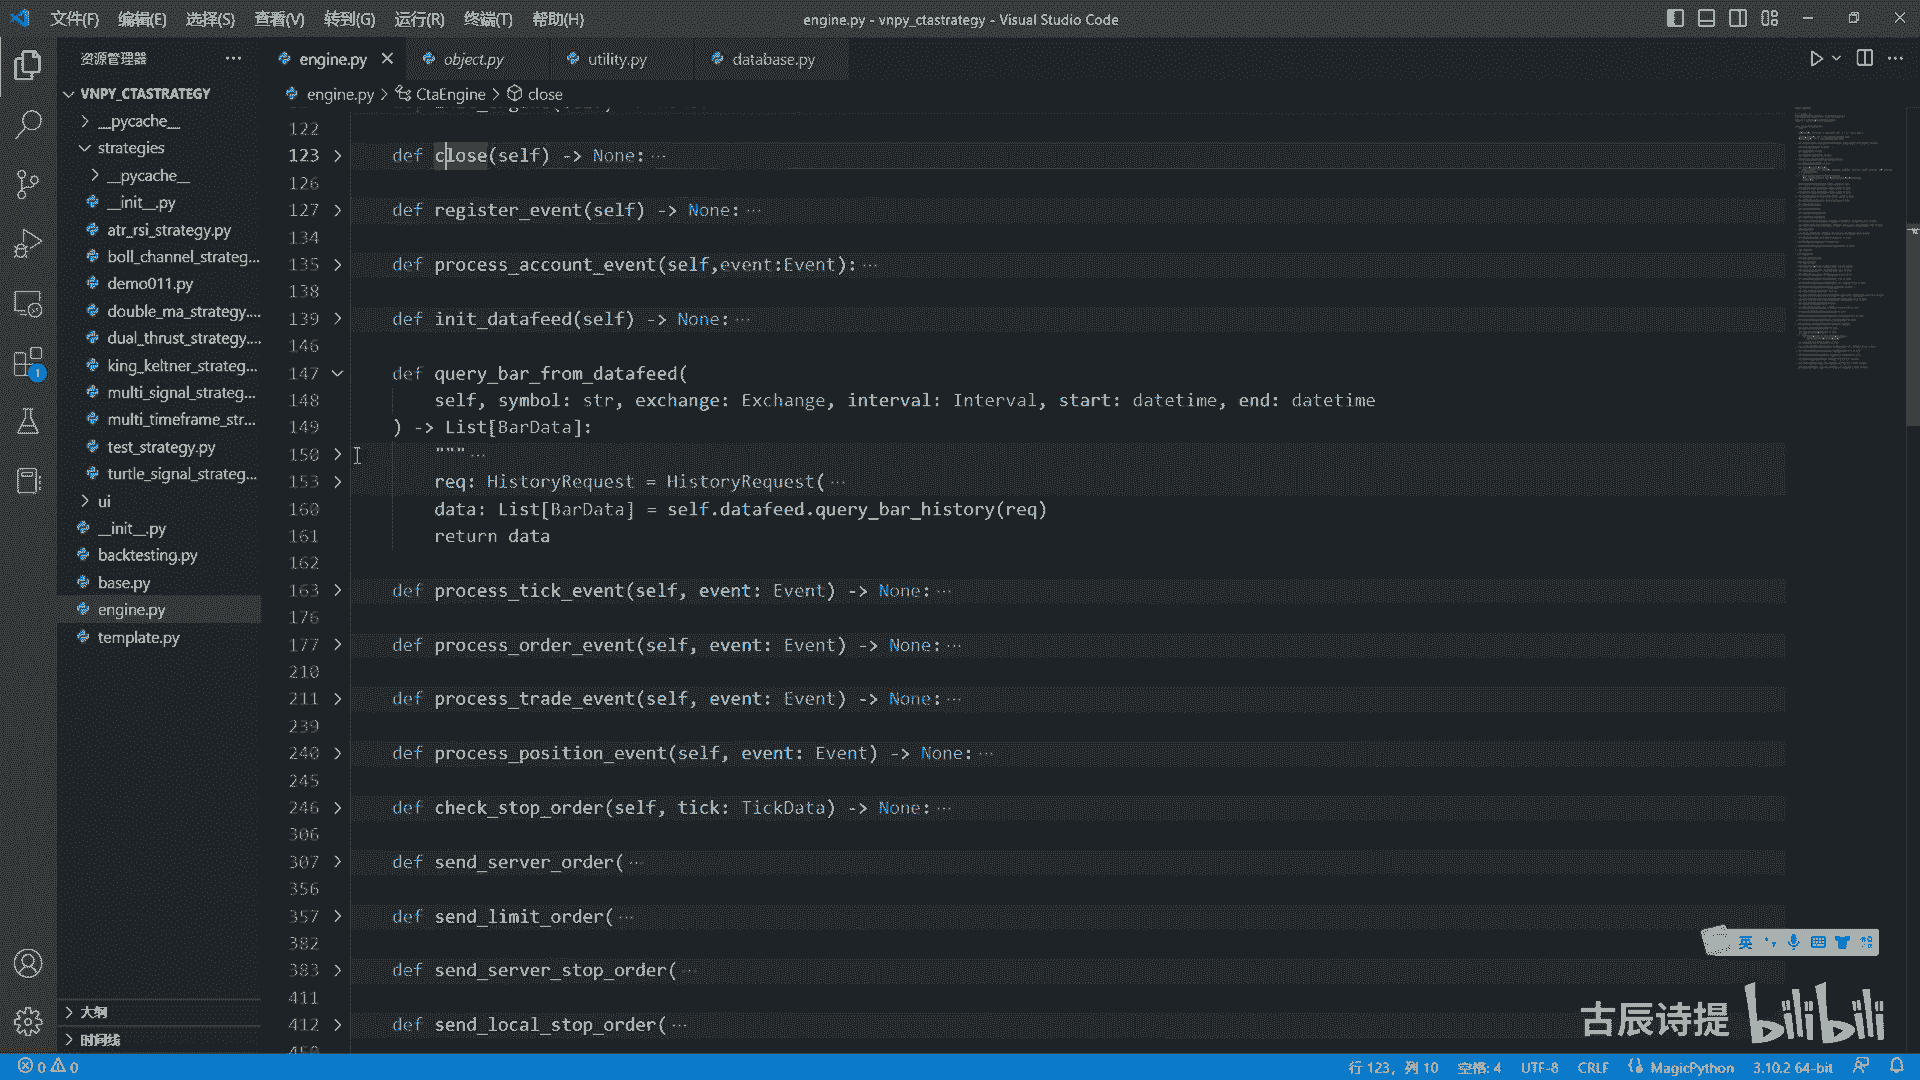 文件(F) 编辑(E) 选择(S) 查看(V) 转到(G) 运行(R) 终端(T) 帮助(H)
engine.py - vnpy_ctastrategy - Visual Studio Code
资源管理器 ···
engine.py
object.py
utility.py
database.py
VNPY_CTASTRATEGY
engine.py > CtaEngine > close
__pycache__
strategies
__pycache__
__init__.py
atr_rsi_strategy.py
boll_channel_strateg...
demo011.py
double_ma_strategy....
dual_thrust_strategy....
king_keltner_strateg...
multi_signal_strateg...
multi_timeframe_str...
test_strategy.py
turtle_signal_strateg...
ui
__init__.py
backtesting.py
base.py
engine.py
template.py
大纲
时间线
1
122
123 def close(self) -> None: ···
126
127 def register_event(self) -> None: ···
134
135 def process_account_event(self,event:Event): ···
138
139 def init_datafeed(self) -> None: ···
146
147 def query_bar_from_datafeed(
148 self, symbol: str, exchange: Exchange, interval: Interval, start: datetime, end: datetime
149 ) -> List[BarData]:
150 """ ···
153 req: HistoryRequest = HistoryRequest( ···
160 data: List[BarData] = self.datafeed.query_bar_history(req)
161 return data
162
163 def process_tick_event(self, event: Event) -> None: ···
176
177 def process_order_event(self, event: Event) -> None: ···
210
211 def process_trade_event(self, event: Event) -> None: ···
239
240 def process_position_event(self, event: Event) -> None: ···
245
246 def check_stop_order(self, tick: TickData) -> None: ···
306
307 def send_server_order( ···
356
357 def send_limit_order( ···
382
383 def send_server_stop_order( ···
411
412 def send_local_stop_order( ···
英
古辰诗提 bilibili
0 0
行 123, 列 10 空格: 4 UTF-8 CRLF MagicPython 3.10.2 64-bit